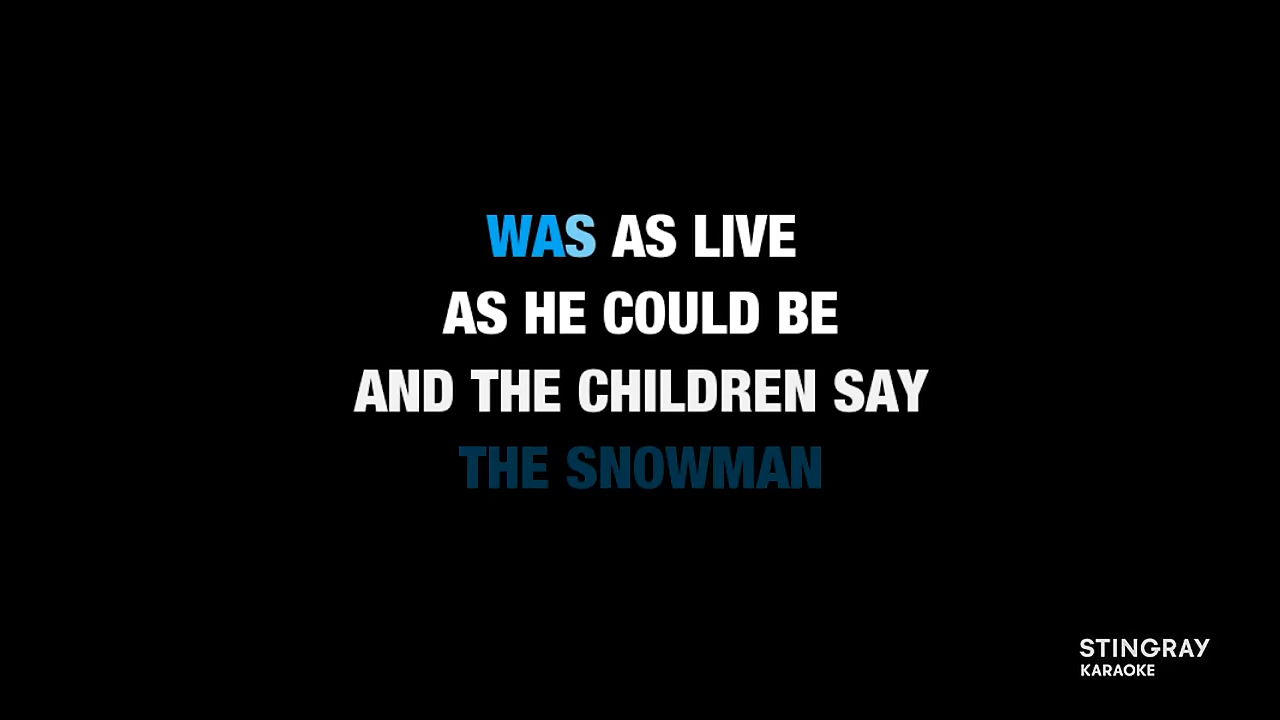 WAS AS LIVE
AS HE COULD BE
AND THE CHILDREN SAY
THE SNOWMAN
STINGRAY
KARAOKE